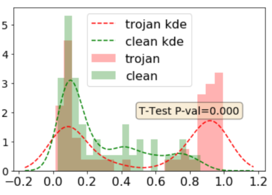 5
4
3
2
1
0
trojan kde
clean kde
trojan
clean
T-Test P-val=0.000
−0.2 0.0 0.2 0.4 0.6 0.8 1.0 1.2